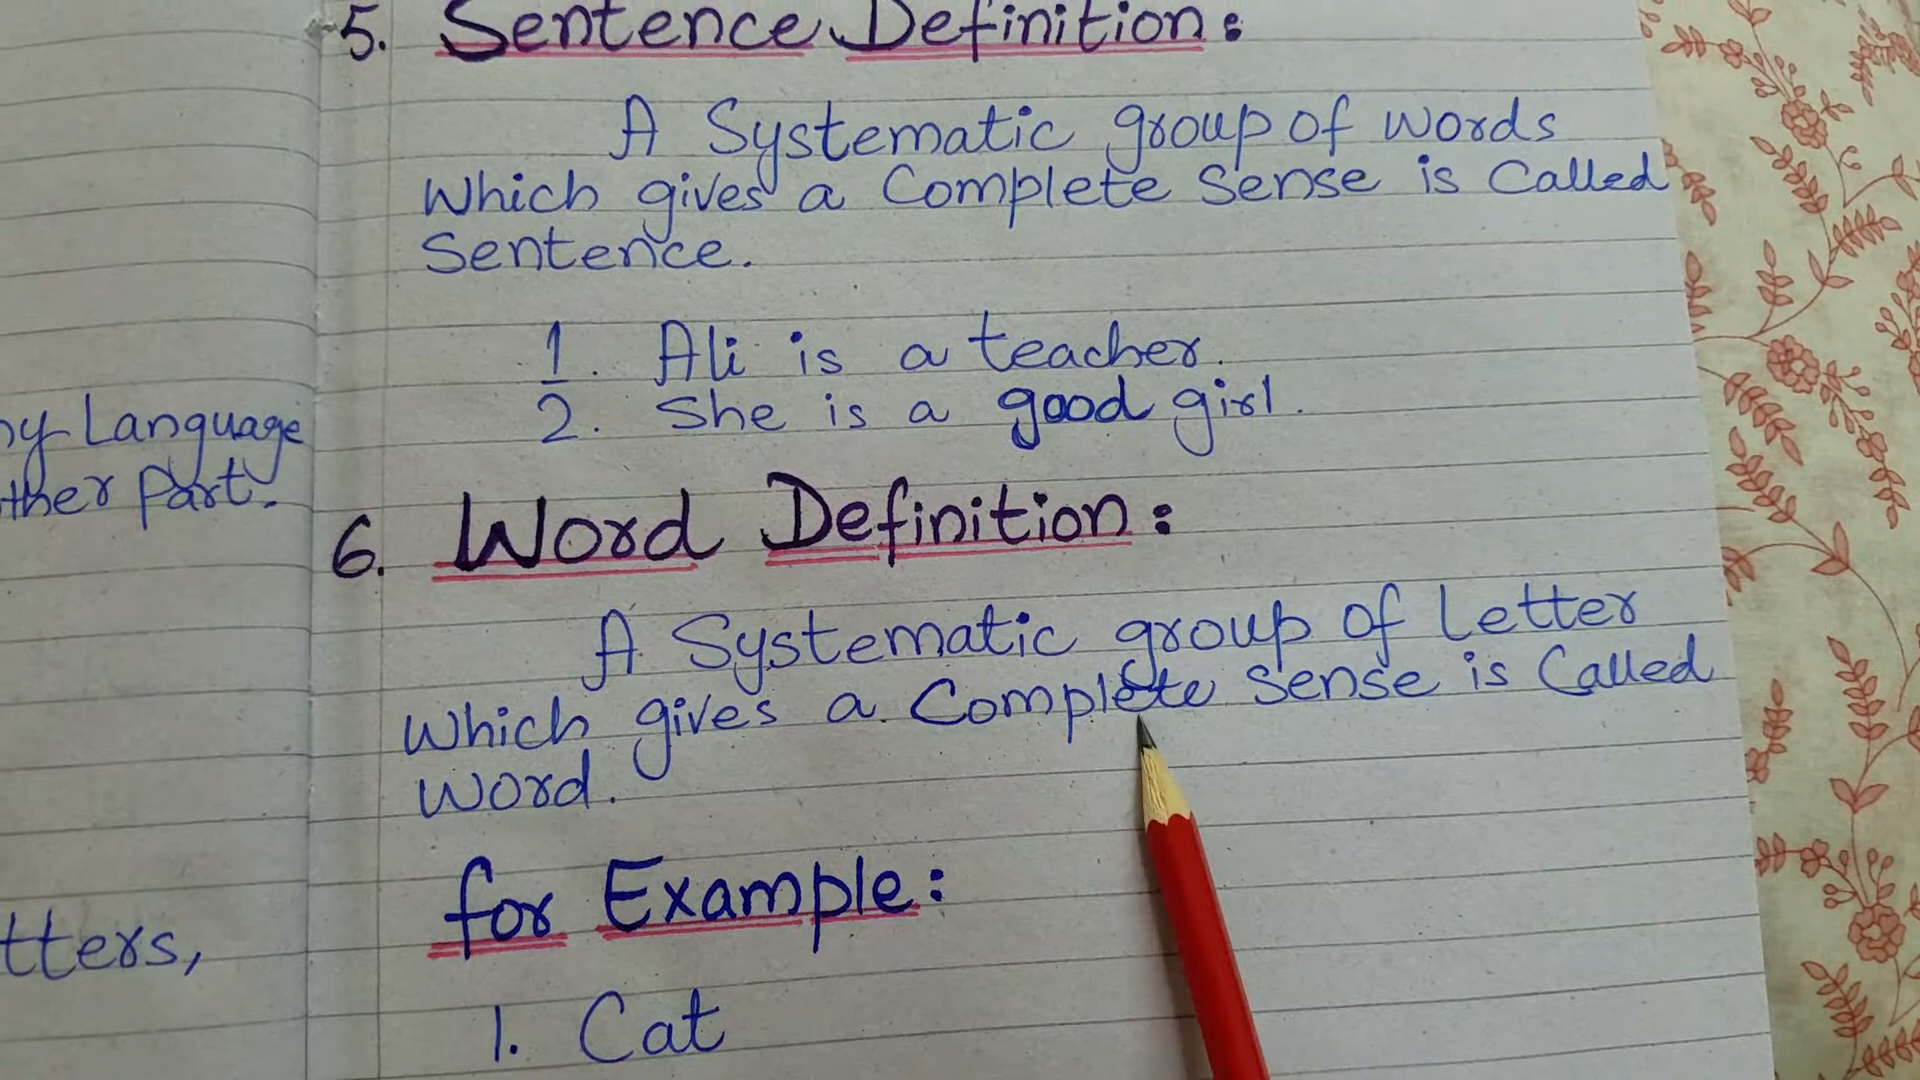 5. Sentence Definition:
A Systematic group of words
Which gives a Complete Sense is Called
Sentence.
1. Ali is a teacher.
2. She is a good girl.
6. Word Definition:
A Systematic group of letter
Which gives a Complete Sense is Called
word.
for Example:
1. Cat
Language
ther Part.
tters,